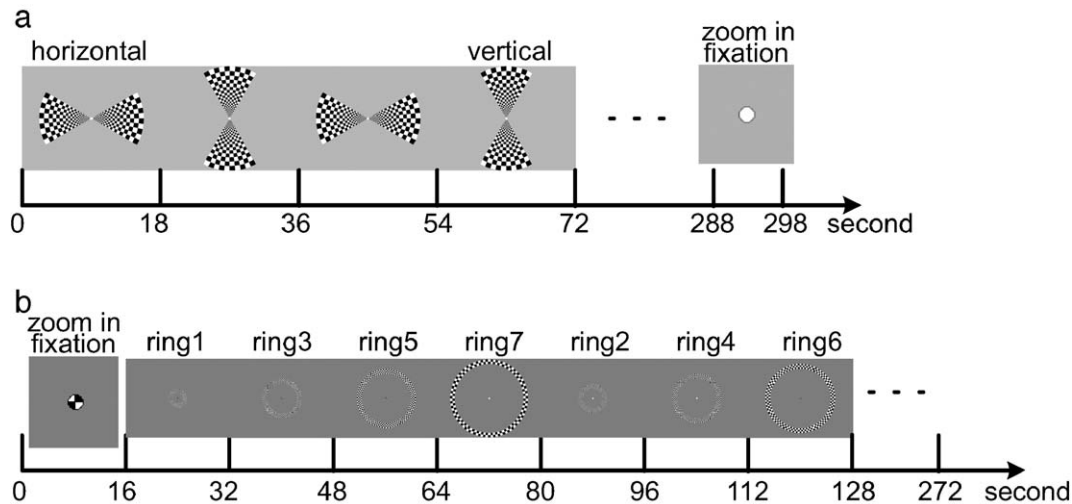 a
horizontal
vertical
zoom in
fixation
0 18 36 54 72 288 298 second
b
zoom in
fixation
ring1 ring3 ring5 ring7 ring2 ring4 ring6
0 16 32 48 64 80 96 112 128 272 second